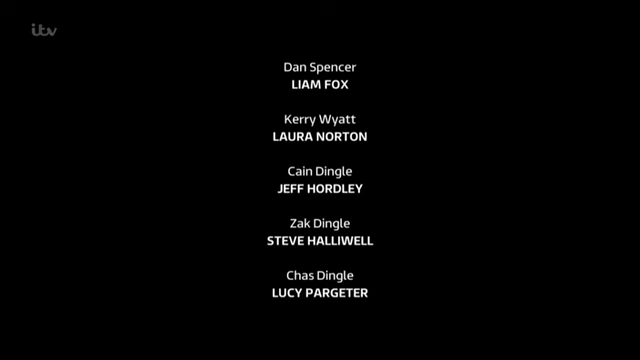 itv
Dan Spencer
LIAM FOX
Kerry Wyatt
LAURA NORTON
Cain Dingle
JEFF HORDLEY
Zak Dingle
STEVE HALLIWELL
Chas Dingle
LUCY PARGETER